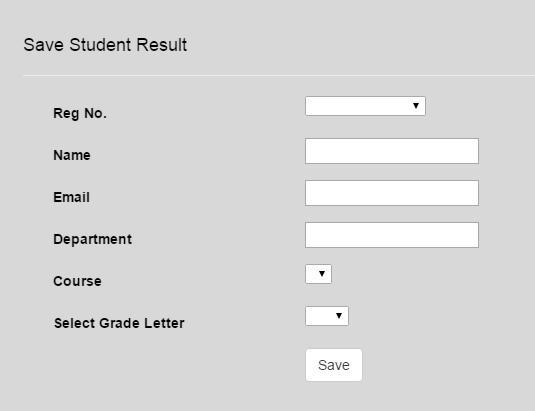 Save Student Result
Reg No.
Name
Email
Department
Course
Select Grade Letter
Save